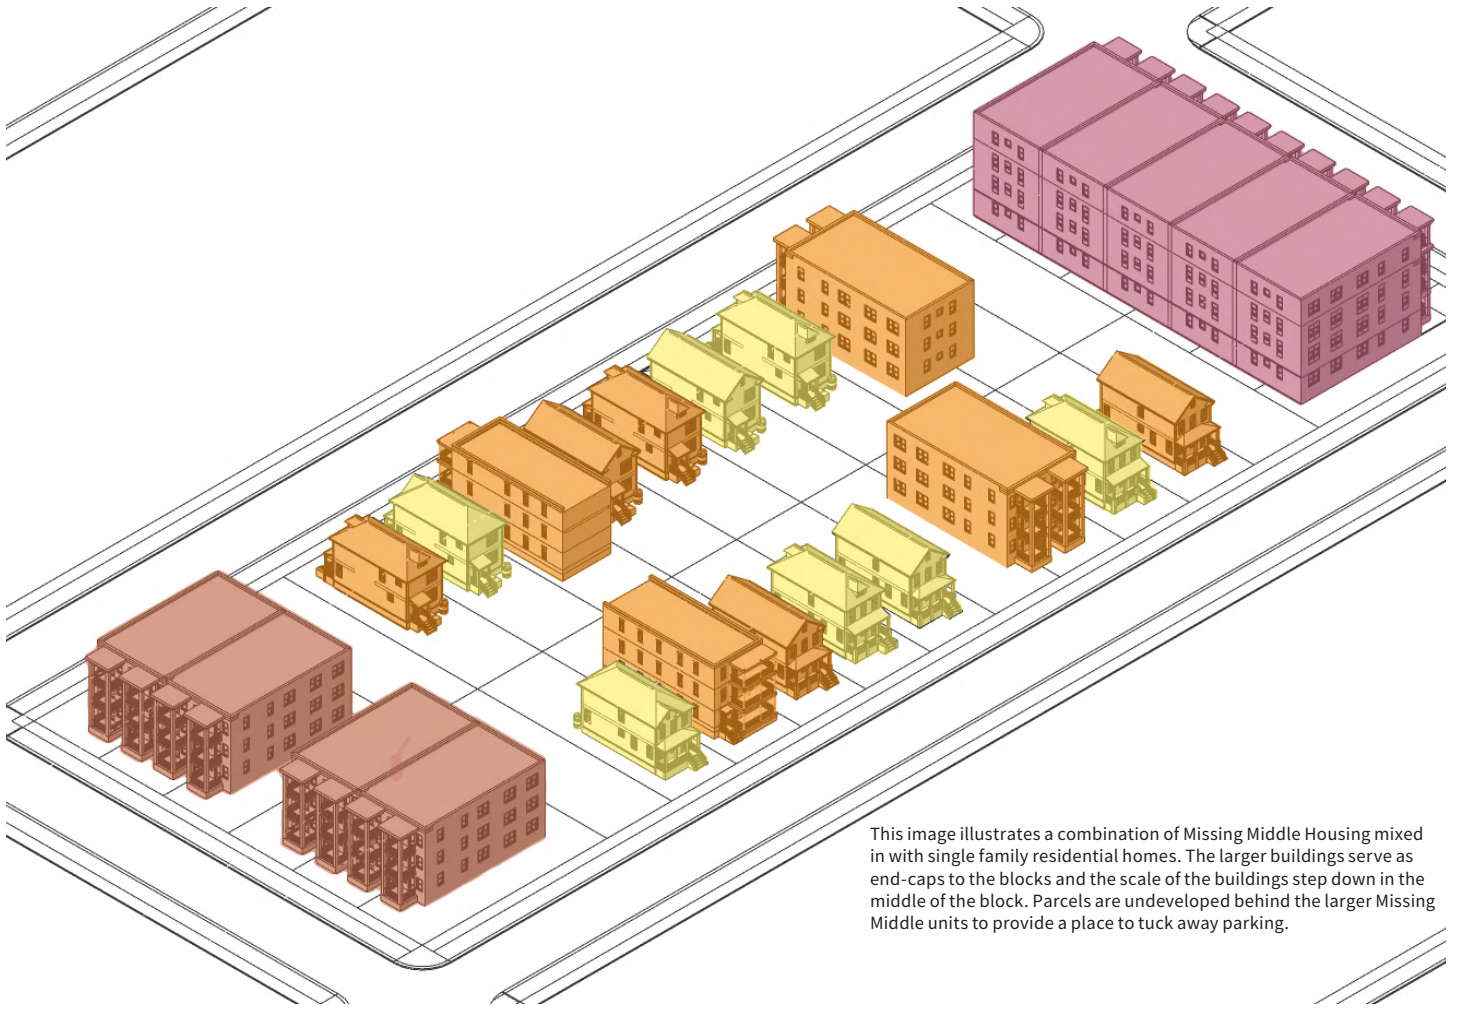 This image illustrates a combination of Missing Middle Housing mixed
in with single family residential homes. The larger buildings serve as
end-caps to the blocks and the scale of the buildings step down in the
middle of the block. Parcels are undeveloped behind the larger Missing
Middle units to provide a place to tuck away parking.